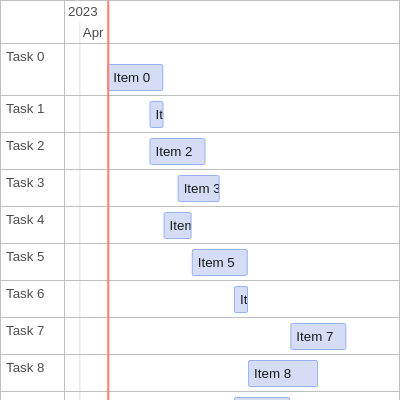 2023
Apr
Task 0
Item 0
Task 1
It
Task 2
Item 2
Task 3
Item 3
Task 4
Item
Task 5
Item 5
Task 6
It
Task 7
Item 7
Task 8
Item 8